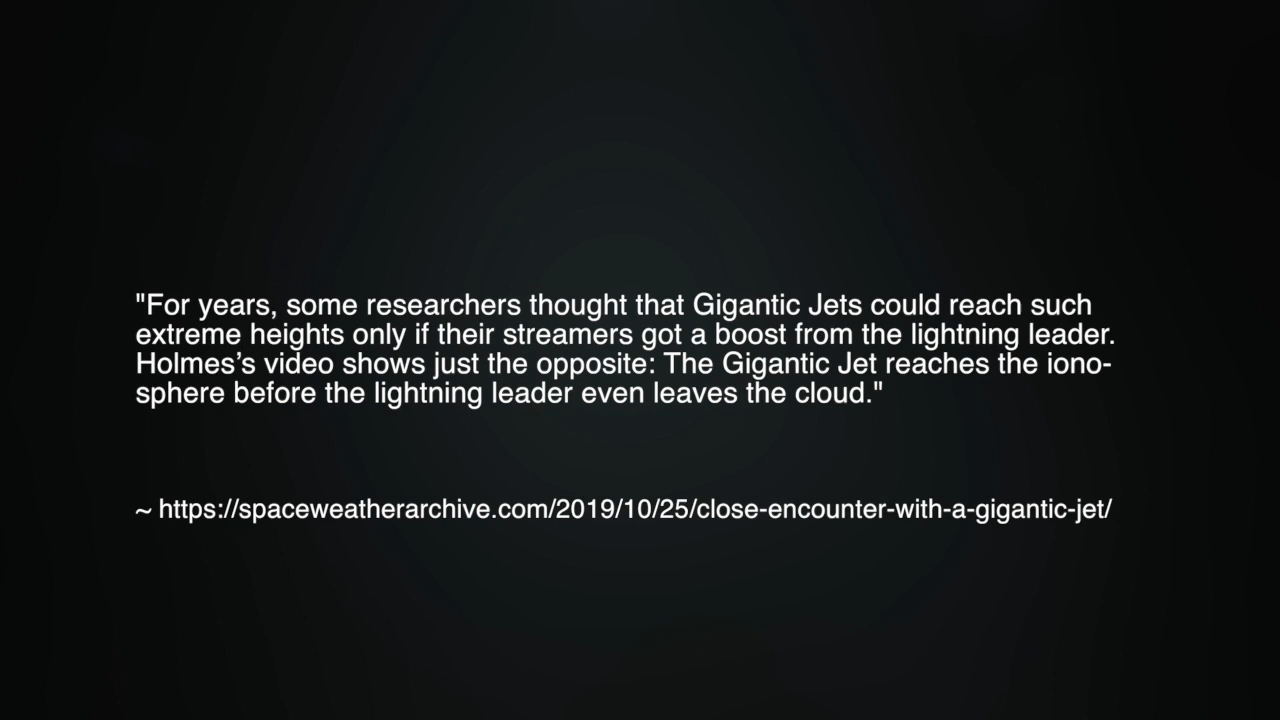 "For years, some researchers thought that Gigantic Jets could reach such
extreme heights only if their streamers got a boost from the lightning leader.
Holmes’s video shows just the opposite: The Gigantic Jet reaches the iono-
sphere before the lightning leader even leaves the cloud."
~ https://spaceweatherarchive.com/2019/10/25/close-encounter-with-a-gigantic-jet/